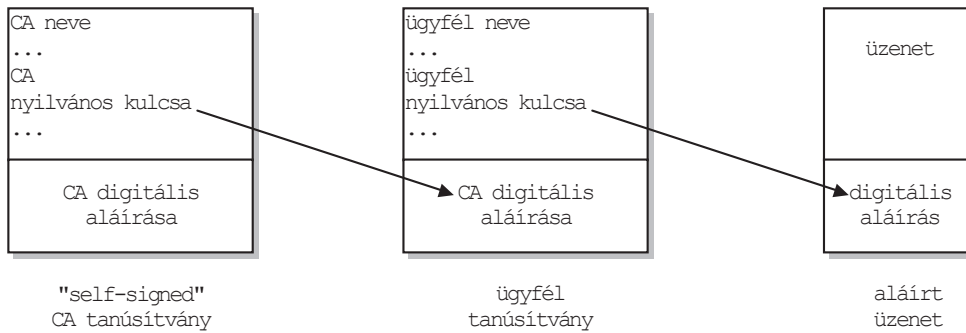 CA neve
...
CA
nyilvános kulcsa
...
CA digitális
aláírása
"self-signed"
CA tanúsítvány
ügyfél neve
...
ügyfél
nyilvános kulcsa
...
CA digitális
aláírása
ügyfél
tanúsítvány
üzenet
digitális
aláírás
aláírt
üzenet